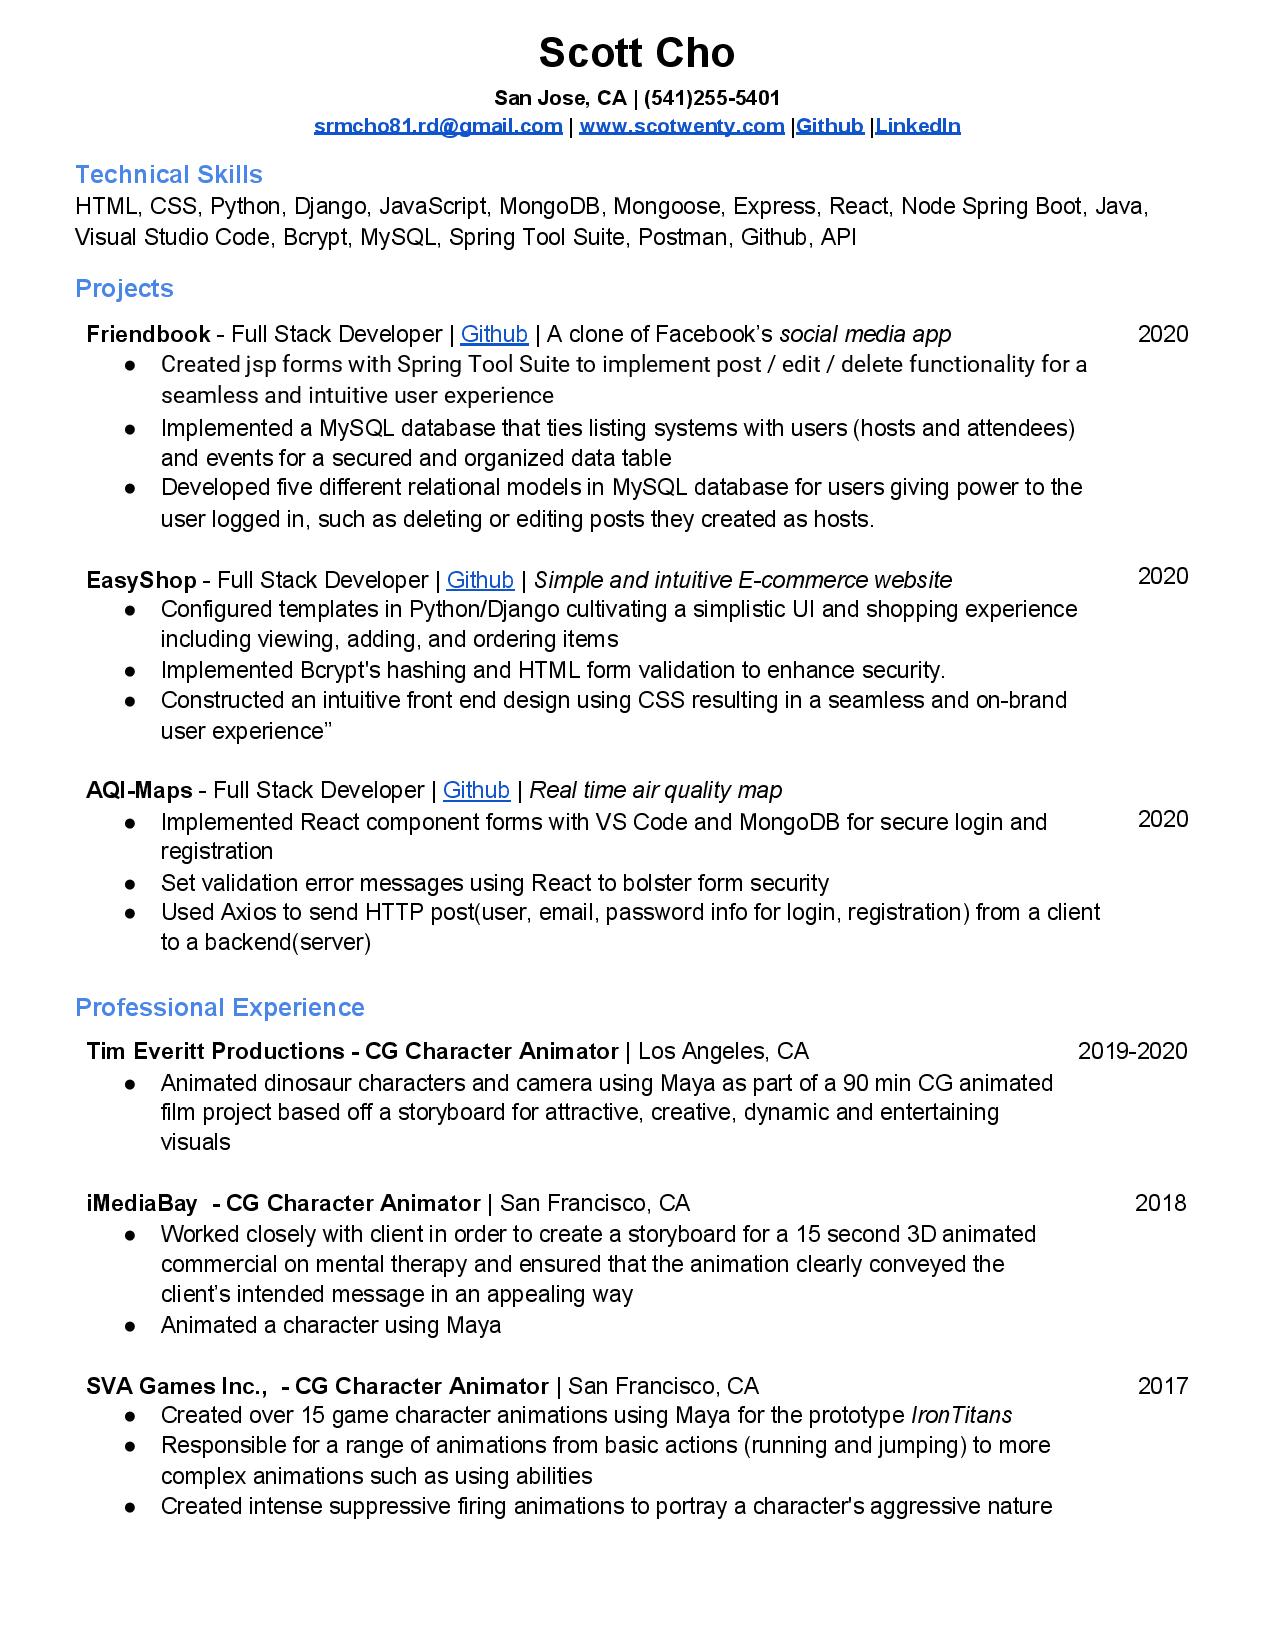 Scott Cho
San Jose, CA | (541)255-5401
srmcho81.rd@gmail.com | www.scotwenty.com |Github |LinkedIn
Technical Skills
HTML, CSS, Python, Django, JavaScript, MongoDB, Mongoose, Express, React, Node Spring Boot, Java,
Visual Studio Code, Bcrypt, MySQL, Spring Tool Suite, Postman, Github, API
Projects
Friendbook - Full Stack Developer | Github | A clone of Facebook’s social media app 2020
● Created jsp forms with Spring Tool Suite to implement post / edit / delete functionality for a
seamless and intuitive user experience
● Implemented a MySQL database that ties listing systems with users (hosts and attendees)
and events for a secured and organized data table
● Developed five different relational models in MySQL database for users giving power to the
user logged in, such as deleting or editing posts they created as hosts.
EasyShop - Full Stack Developer | Github | Simple and intuitive E-commerce website 2020
● Configured templates in Python/Django cultivating a simplistic UI and shopping experience
including viewing, adding, and ordering items
● Implemented Bcrypt's hashing and HTML form validation to enhance security.
● Constructed an intuitive front end design using CSS resulting in a seamless and on-brand
user experience”
AQI-Maps - Full Stack Developer | Github | Real time air quality map
● Implemented React component forms with VS Code and MongoDB for secure login and 2020
registration
● Set validation error messages using React to bolster form security
● Used Axios to send HTTP post(user, email, password info for login, registration) from a client
to a backend(server)
Professional Experience
Tim Everitt Productions - CG Character Animator | Los Angeles, CA 2019-2020
● Animated dinosaur characters and camera using Maya as part of a 90 min CG animated
film project based off a storyboard for attractive, creative, dynamic and entertaining
visuals
iMediaBay - CG Character Animator | San Francisco, CA 2018
● Worked closely with client in order to create a storyboard for a 15 second 3D animated
commercial on mental therapy and ensured that the animation clearly conveyed the
client’s intended message in an appealing way
● Animated a character using Maya
SVA Games Inc., - CG Character Animator | San Francisco, CA 2017
● Created over 15 game character animations using Maya for the prototype IronTitans
● Responsible for a range of animations from basic actions (running and jumping) to more
complex animations such as using abilities
● Created intense suppressive firing animations to portray a character's aggressive nature